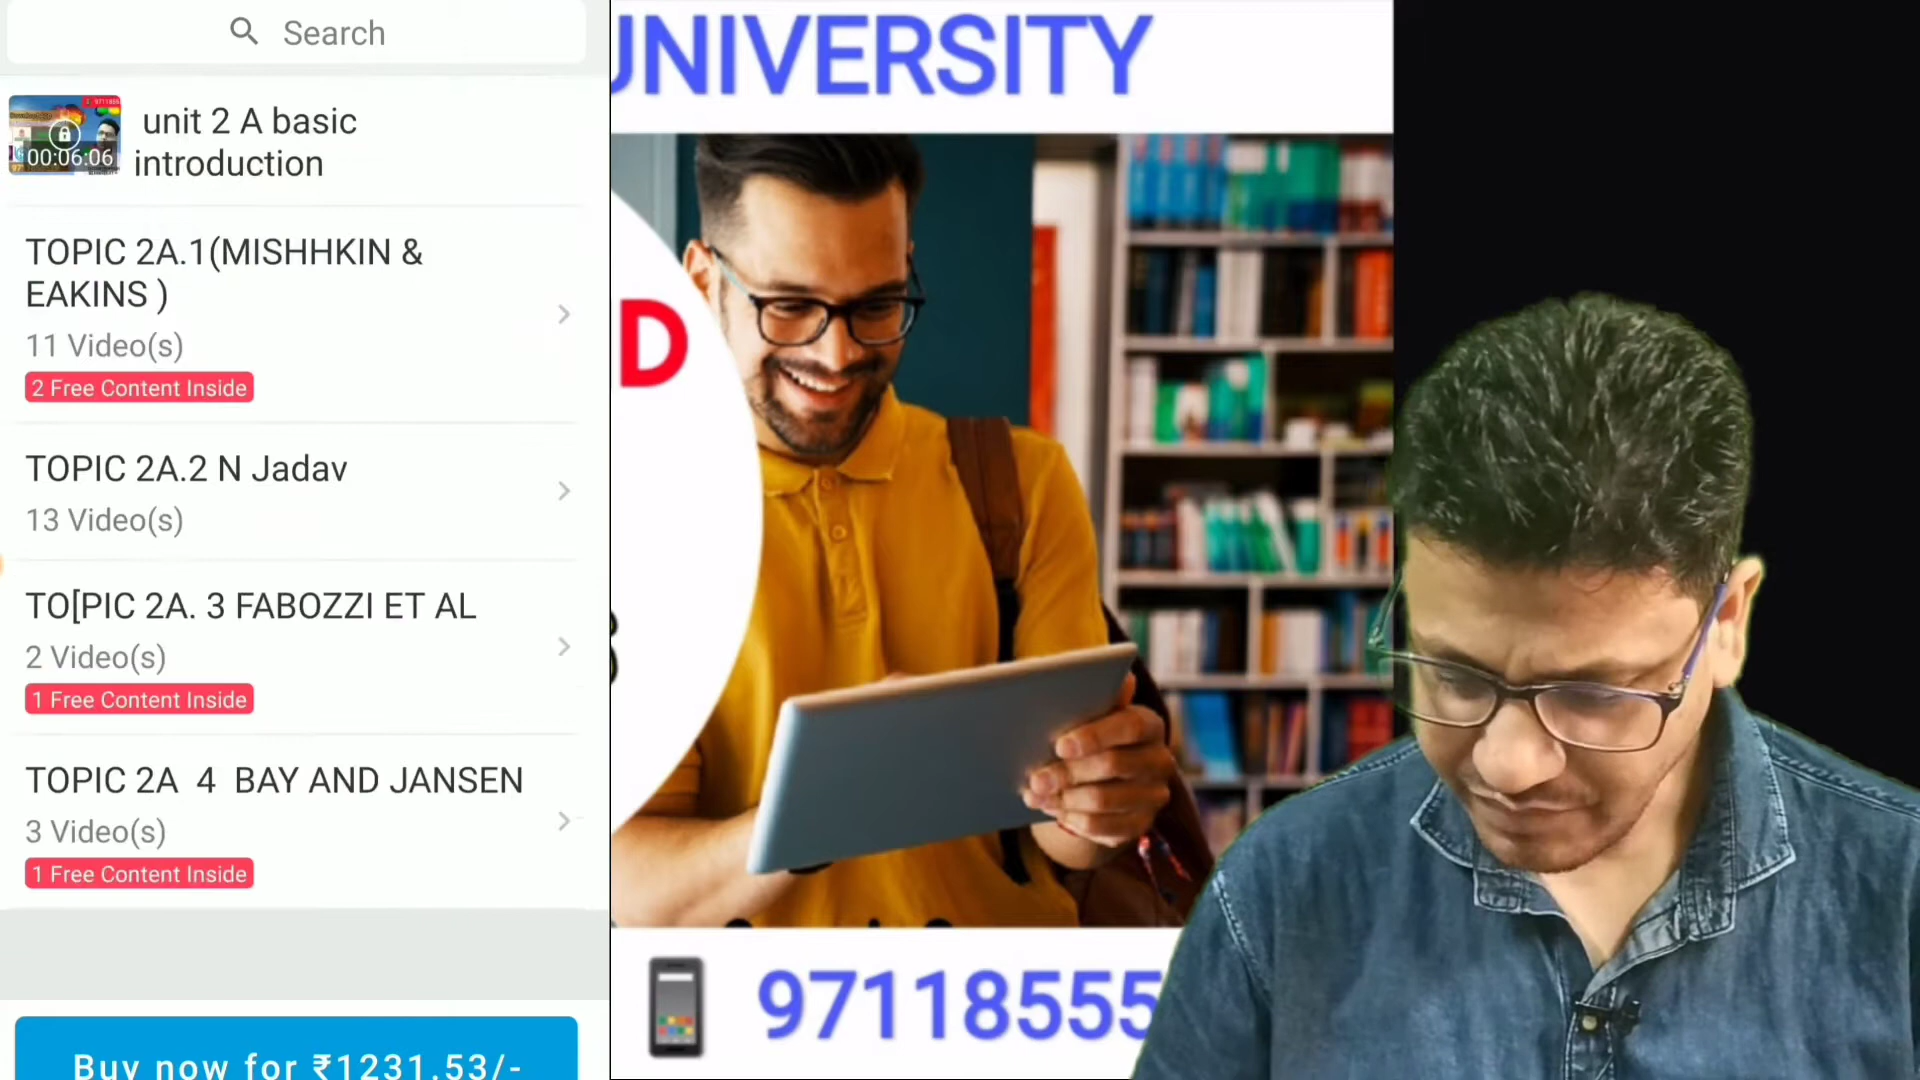 Search
00:06:06
unit 2 A basic
introduction
TOPIC 2A.1(MISHHKIN &
EAKINS )
11 Video(s)
2 Free Content Inside
TOPIC 2A.2 N Jadav
13 Video(s)
TO[PIC 2A. 3 FABOZZI ET AL
2 Video(s)
1 Free Content Inside
TOPIC 2A 4 BAY AND JANSEN
3 Video(s)
1 Free Content Inside
Buy now for ₹1231.53/-
UNIVERSITY
D
97118555